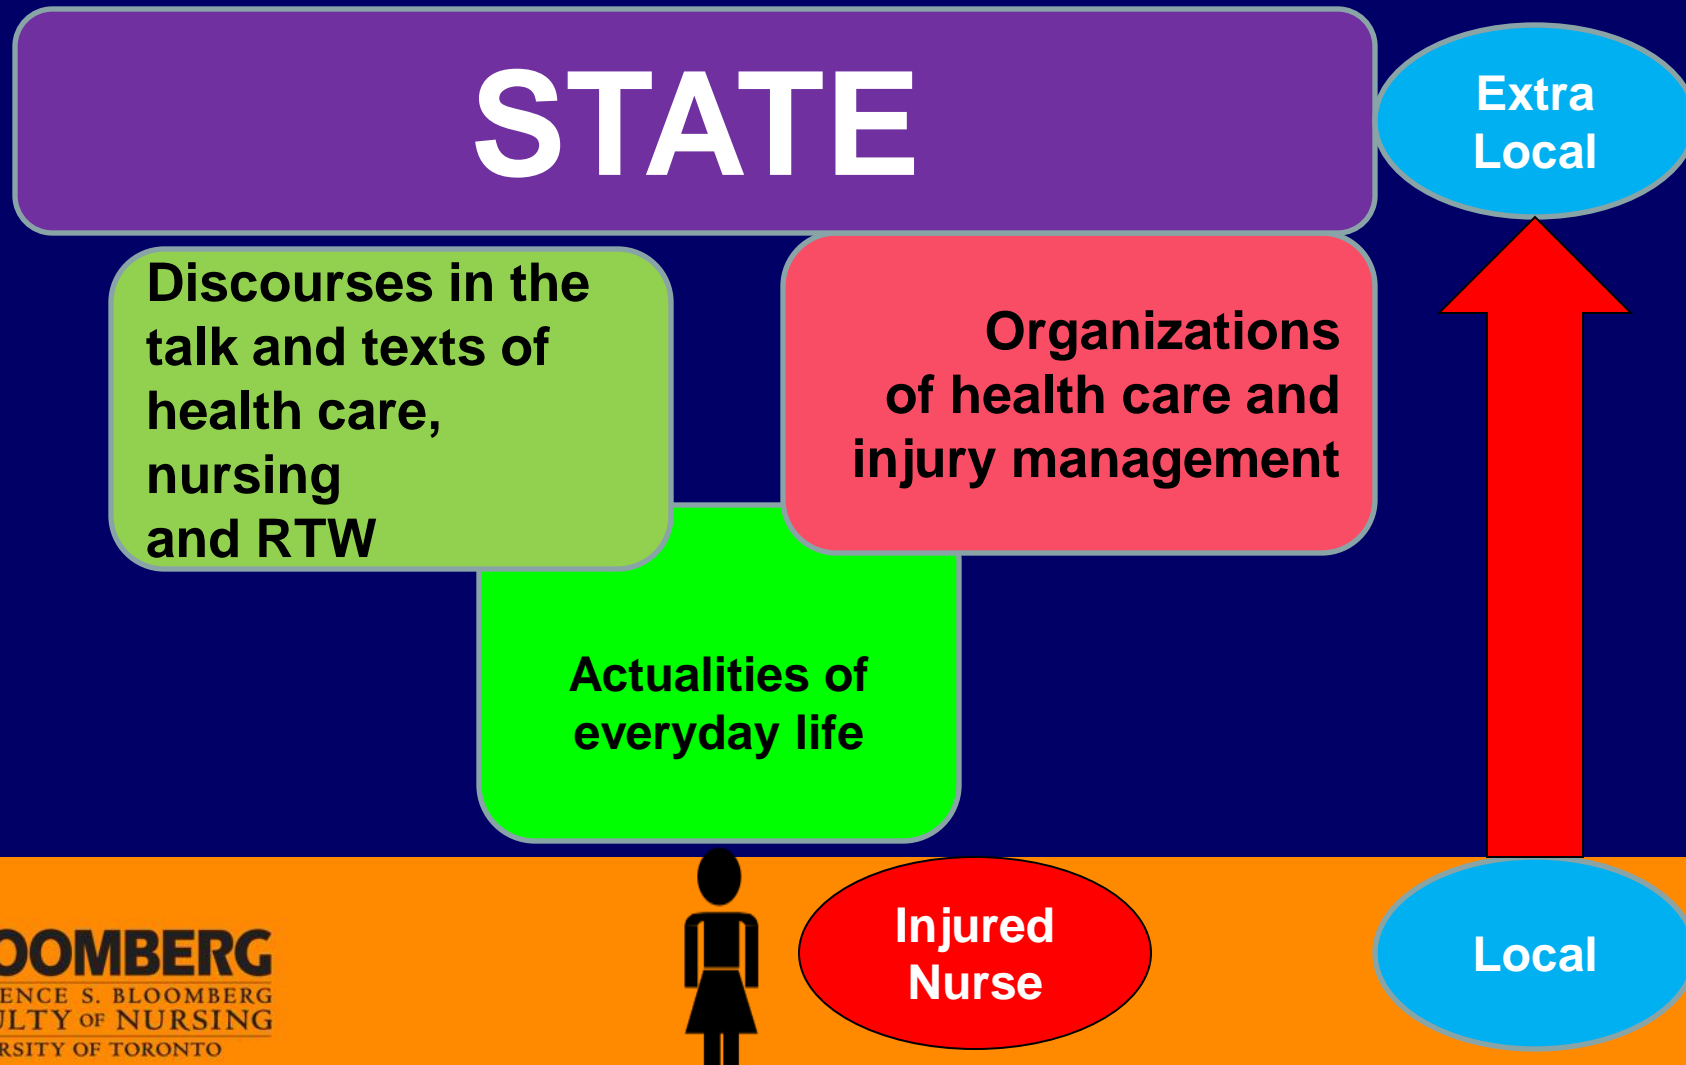 STATE
Extra
Local
Discourses in the
talk and texts of
health care,
nursing
and RTW
Organizations
of health care and
injury management
Actualities of
everyday life
Injured
Nurse
Local
OOMBERG
ENCE S. BLOOMBERG
ULTY OF NURSING
RSITY OF TORONTO